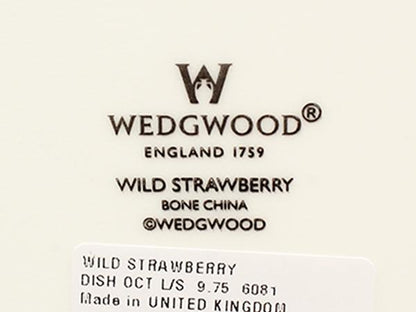 W
WEDGWOOD®
ENGLAND 1759
WILD STRAWBERRY
BONE CHINA
©WEDGWOOD
WILD STRAWBERRY
DISH OCT L/S 9.75 6081
Made in UNITED KINGDOM